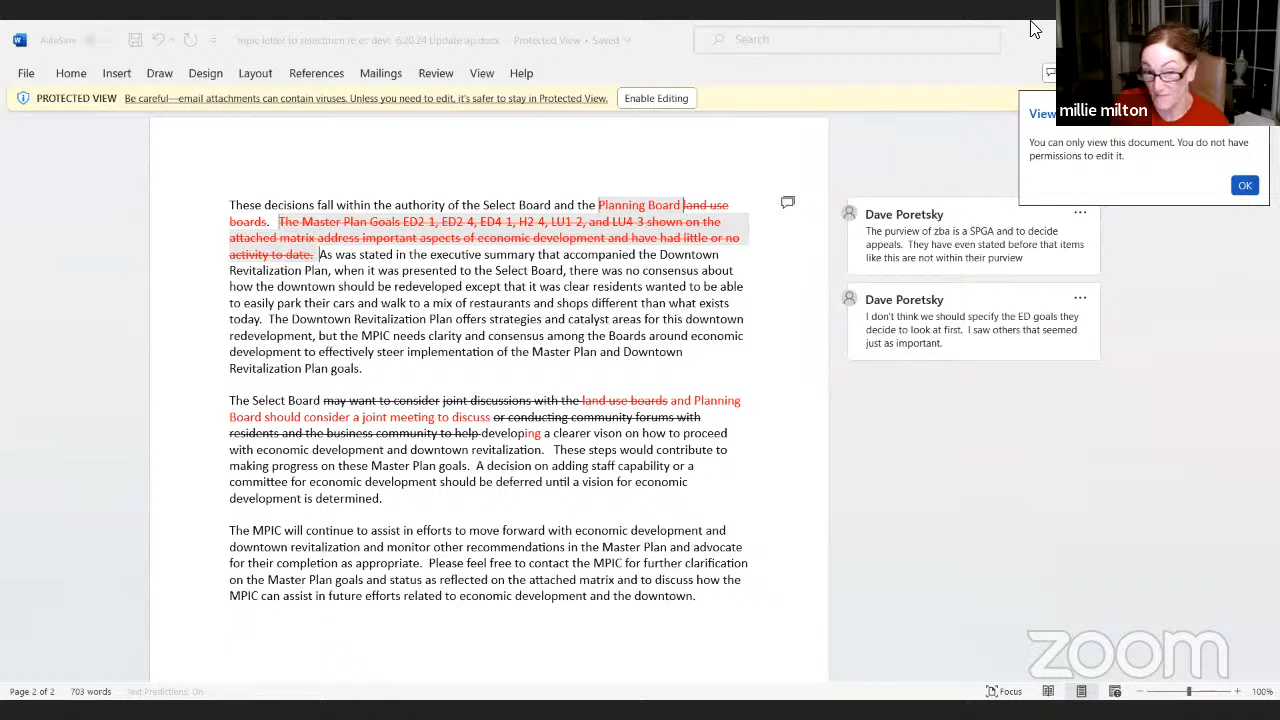 AutoSave
mpic letter to selectmen re ec devt 6.20.24 Update ap.docx - Protected View • Saved
Search
File Home Insert Draw Design Layout References Mailings Review View Help
PROTECTED VIEW Be careful—email attachments can contain viruses. Unless you need to edit, it's safer to stay in Protected View. Enable Editing
millie milton
View
You can only view this document. You do not have
permissions to edit it.
OK
These decisions fall within the authority of the Select Board and the Planning Board land use
boards. The Master Plan Goals ED2-1, ED2-4, ED4-1, H2-4, LU1-2, and LU4-3 shown on the
attached matrix address important aspects of economic development and have had little or no
activity to date. As was stated in the executive summary that accompanied the Downtown
Revitalization Plan, when it was presented to the Select Board, there was no consensus about
how the downtown should be redeveloped except that it was clear residents wanted to be able
to easily park their cars and walk to a mix of restaurants and shops different than what exists
today. The Downtown Revitalization Plan offers strategies and catalyst areas for this downtown
redevelopment, but the MPIC needs clarity and consensus among the Boards around economic
development to effectively steer implementation of the Master Plan and Downtown
Revitalization Plan goals.
The Select Board may want to consider joint discussions with the land use boards and Planning
Board should consider a joint meeting to discuss or conducting community forums with
residents and the business community to help developing a clearer vison on how to proceed
with economic development and downtown revitalization. These steps would contribute to
making progress on these Master Plan goals. A decision on adding staff capability or a
committee for economic development should be deferred until a vision for economic
development is determined.
The MPIC will continue to assist in efforts to move forward with economic development and
downtown revitalization and monitor other recommendations in the Master Plan and advocate
for their completion as appropriate. Please feel free to contact the MPIC for further clarification
on the Master Plan goals and status as reflected on the attached matrix and to discuss how the
MPIC can assist in future efforts related to economic development and the downtown.
Dave Poretsky
The purview of zba is a SPGA and to decide
appeals. They have even stated before that items
like this are not within their purview
Dave Poretsky
I don't think we should specify the ED goals they
decide to look at first. I saw others that seemed
just as important.
zoom
Page 2 of 2 703 words Text Predictions: On
Focus
100%